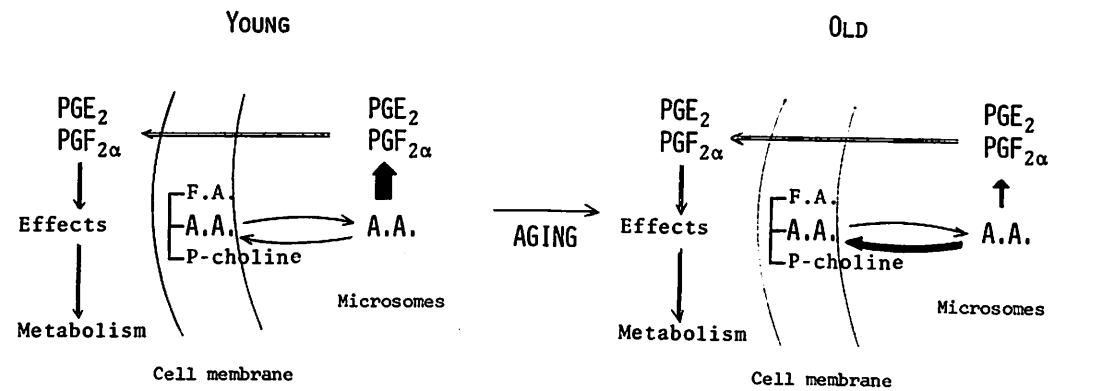 YOUNG
PGE2
PGF2α
Effects
Metabolism
F.A.
A.A.
P-choline
Cell membrane
PGE2
PGF2α
A.A.
Microsomes
AGING
OLD
PGE2
PGF2α
Effects
Metabolism
F.A.
A.A.
P-choline
Cell membrane
PGE2
PGF2α
A.A.
Microsomes